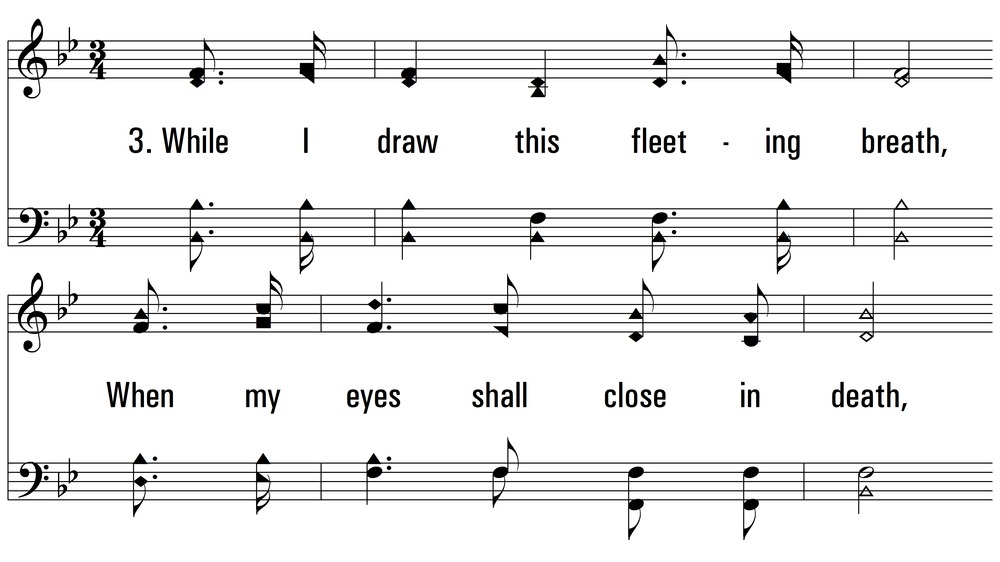 3. While I draw this fleet - ing breath,
When my eyes shall close in death,